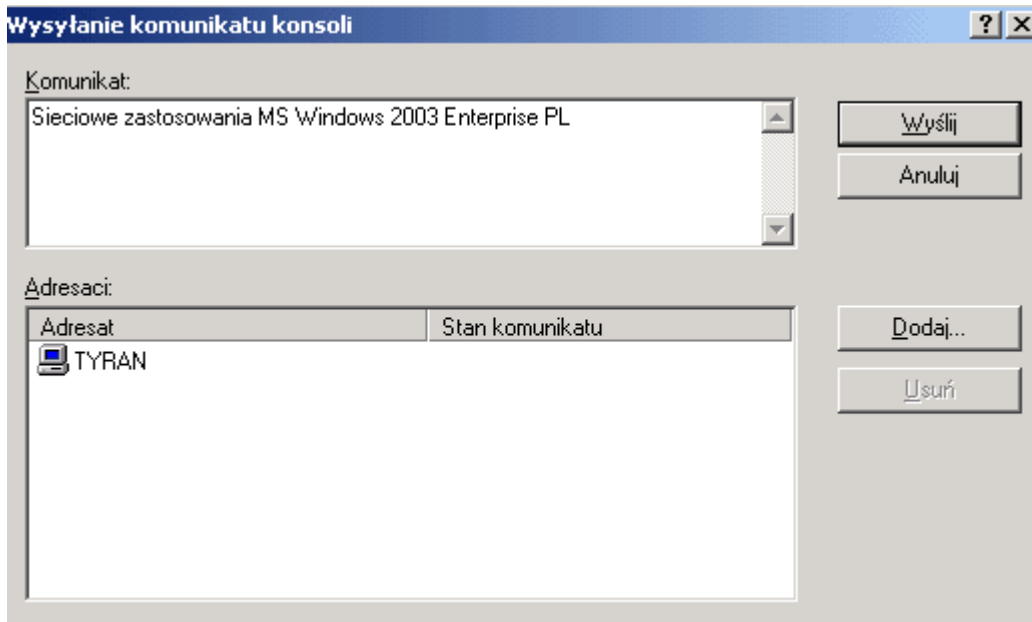 Wysyłanie komunikatu konsoli
Komunikat:
Sieciowe zastosowania MS Windows 2003 Enterprise PL
Wyślij
Anuluj
Adresaci:
Adresat Stan komunikatu
TYRAN
Dodaj...
Usuń